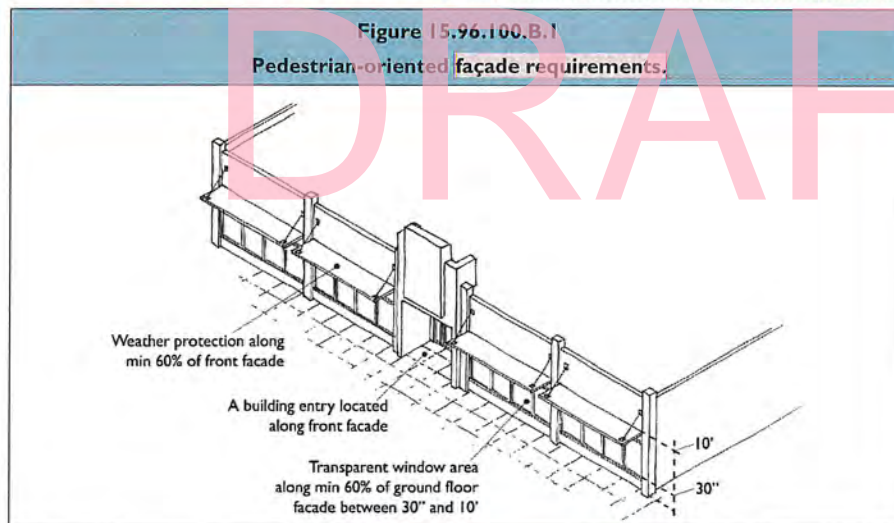 Figure 15.96.100.B.1
Pedestrian-oriented façade requirements.
DRAF
Weather protection along
min 60% of front facade
A building entry located
along front facade
Transparent window area
along min 60% of ground floor
facade between 30" and 10'
10'
30"